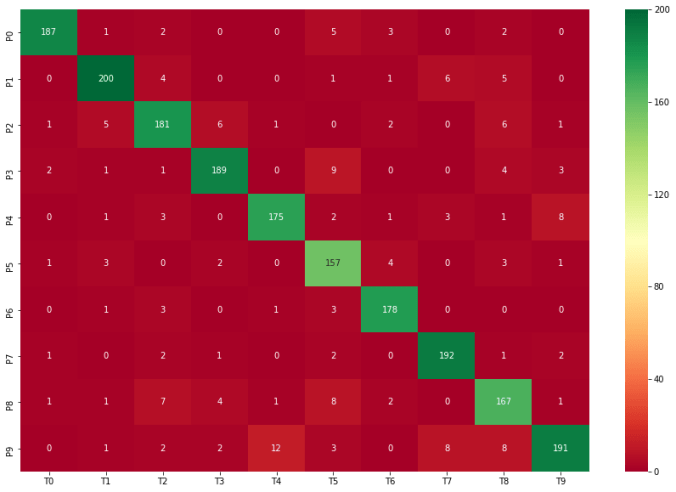 P0 187 1 2 0 0 5 3 0 2 0
P1 0 200 4 0 0 1 1 6 5 0
P2 1 5 181 6 1 0 2 0 6 1
P3 2 1 1 189 0 9 0 0 4 3
P4 0 1 3 0 175 2 1 3 1 8
P5 1 3 0 2 0 157 4 0 3 1
P6 0 1 3 0 1 3 178 0 0 0
P7 1 0 2 1 0 2 0 192 1 2
P8 1 1 7 4 1 8 2 0 167 1
P9 0 1 2 2 12 3 0 8 8 191
T0 T1 T2 T3 T4 T5 T6 T7 T8 T9
200
160
120
80
40
0